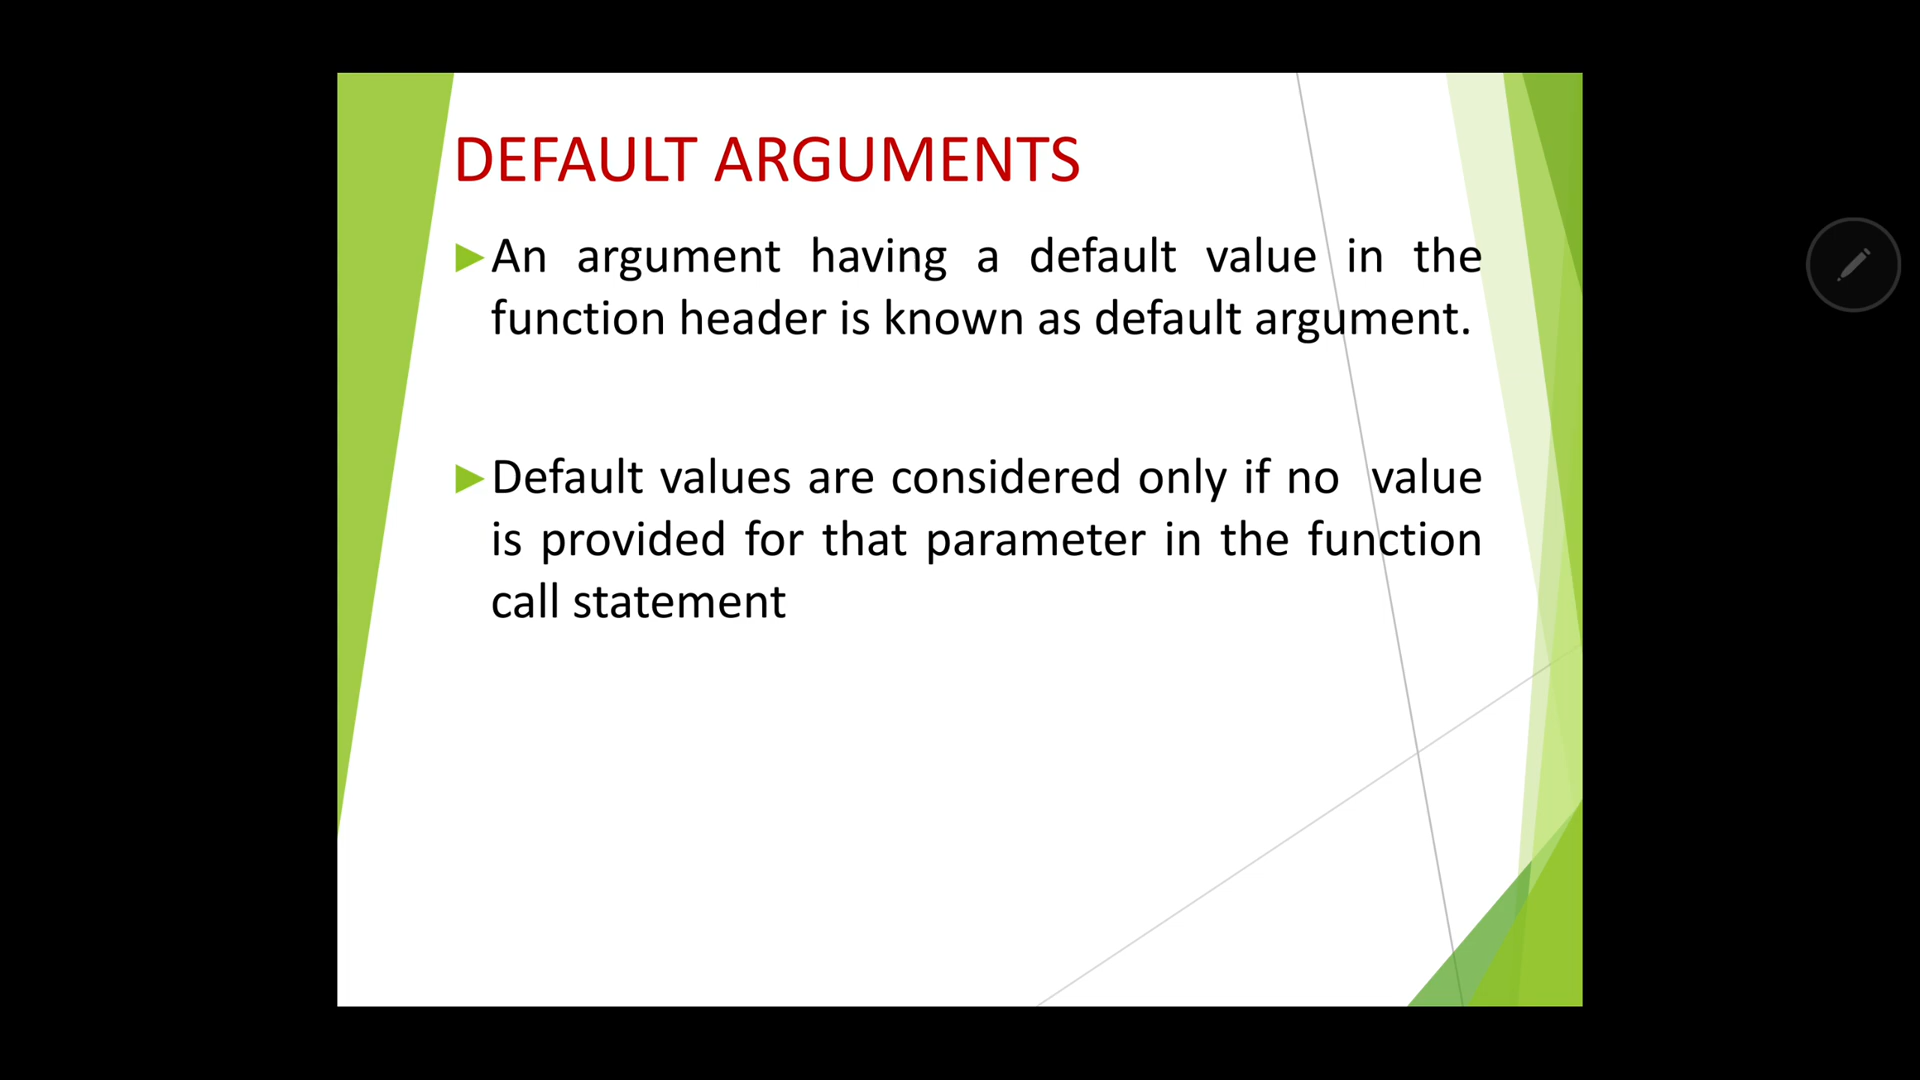 DEFAULT ARGUMENTS
An argument having a default value in the
function header is known as default argument.
Default values are considered only if no value
is provided for that parameter in the function
call statement